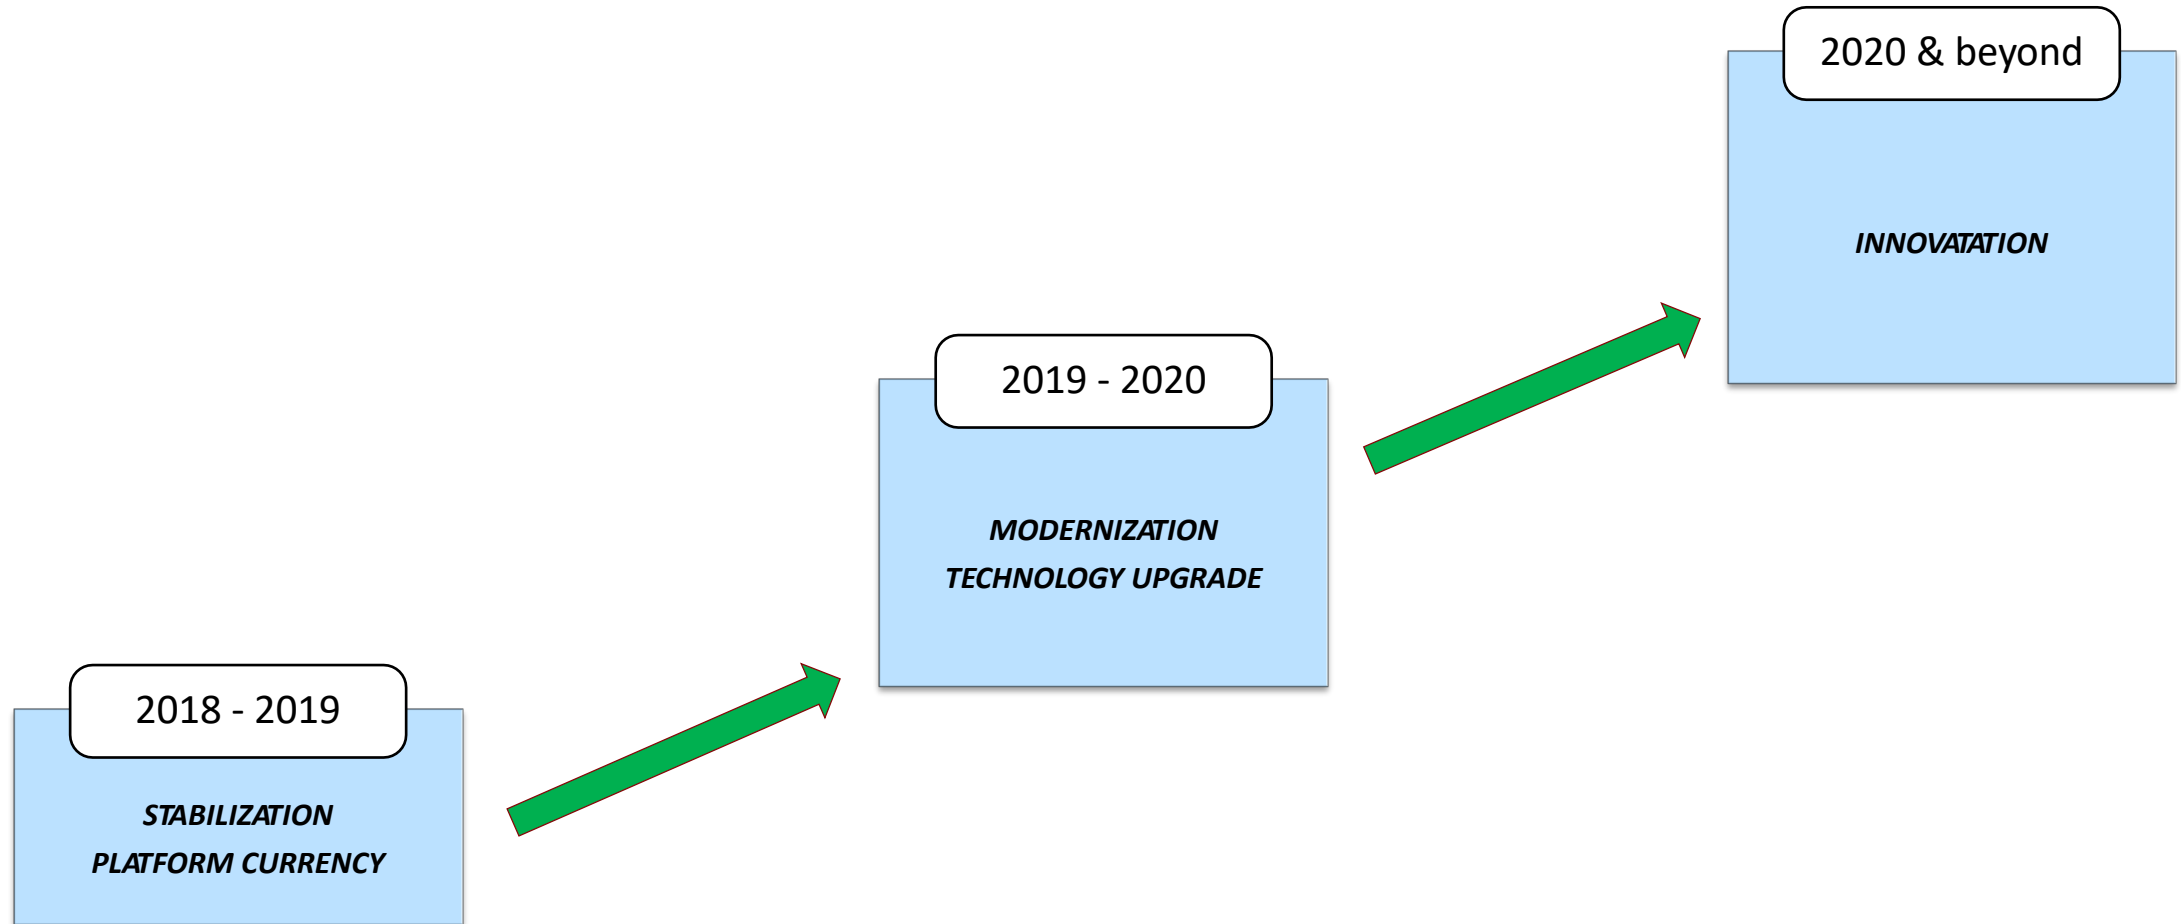 2020 & beyond
INNOVATATION
2019 - 2020
MODERNIZATION
TECHNOLOGY UPGRADE
2018 - 2019
STABILIZATION
PLATFORM CURRENCY